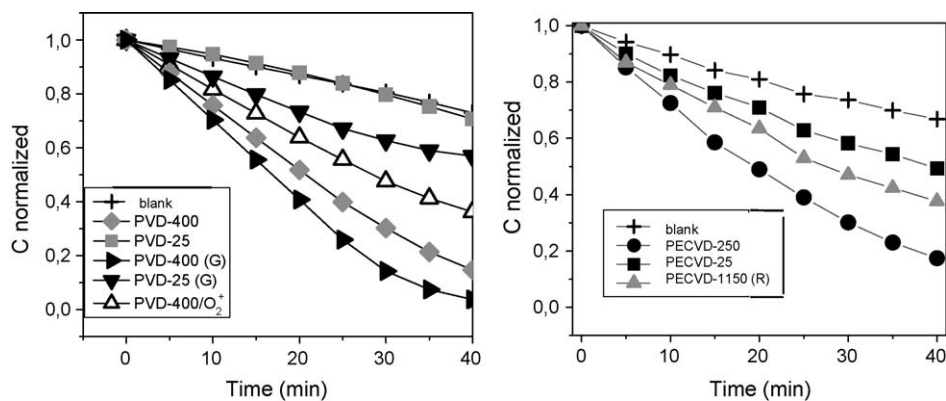 1,0
0,8
0,6
0,4
0,2
0,0
C normalized
blank
PVD-400
PVD-25
PVD-400 (G)
PVD-25 (G)
PVD-400/O₂⁺
0 10 20 30 40
Time (min)
1,0
0,8
0,6
0,4
0,2
0,0
C normalized
blank
PECVD-250
PECVD-25
PECVD-1150 (R)
0 10 20 30 40
Time (min)